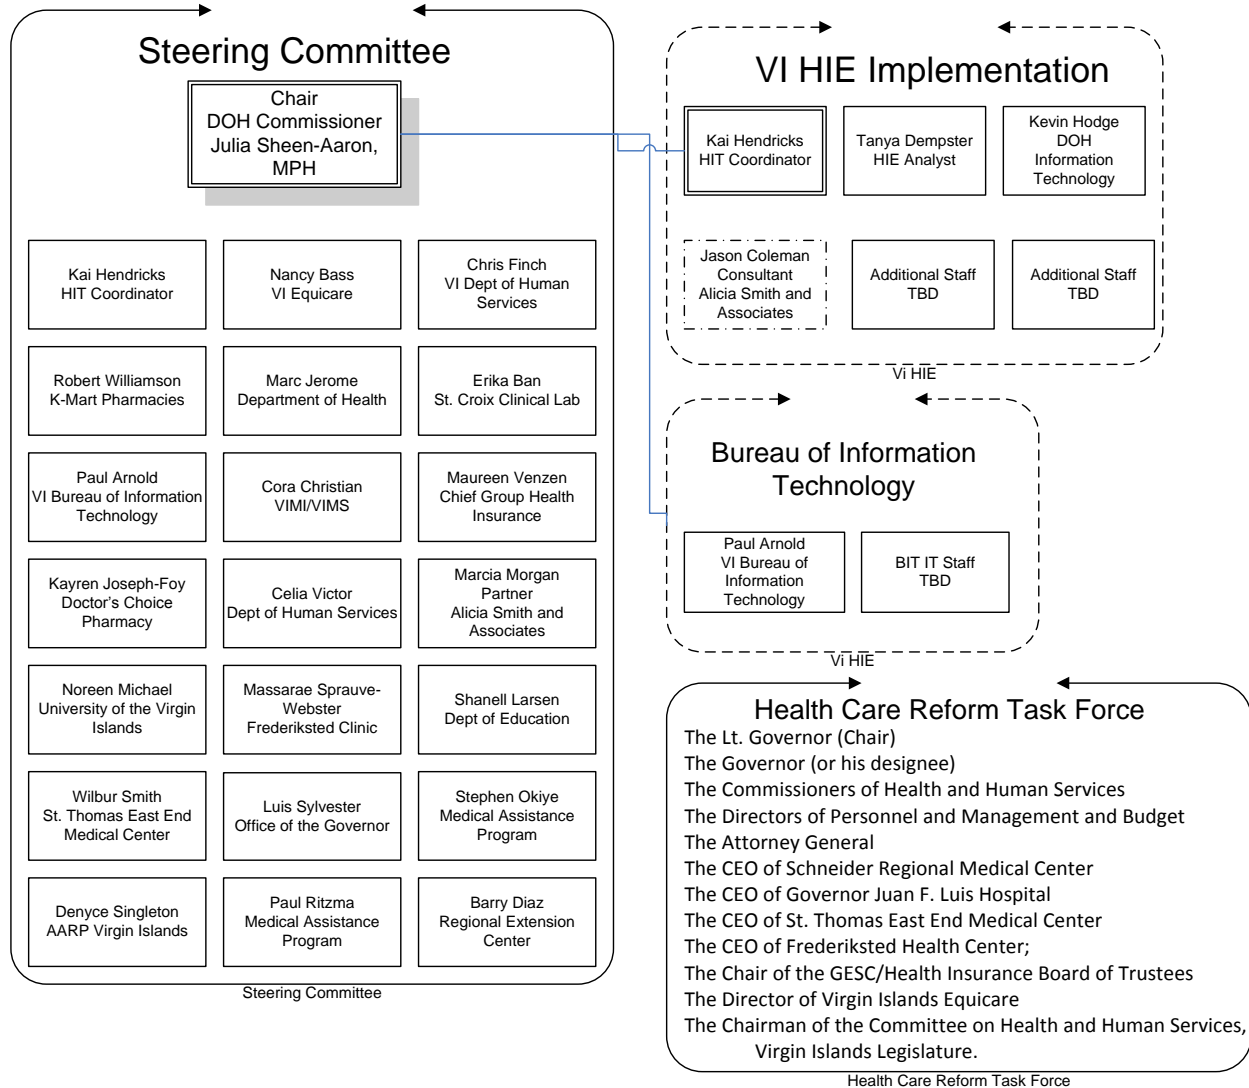 Steering Committee
Chair
DOH Commissioner
Julia Sheen-Aaron,
MPH
Kai Hendricks
HIT Coordinator
Nancy Bass
VI Equicare
Chris Finch
VI Dept of Human
Services
Robert Williamson
K-Mart Pharmacies
Marc Jerome
Department of Health
Erika Ban
St. Croix Clinical Lab
Paul Arnold
VI Bureau of Information
Technology
Cora Christian
VIMI/VIMS
Maureen Venzen
Chief Group Health
Insurance
Kayren Joseph-Foy
Doctor’s Choice
Pharmacy
Celia Victor
Dept of Human Services
Marcia Morgan
Partner
Alicia Smith and
Associates
Noreen Michael
University of the Virgin
Islands
Massarae Sprauve-
Webster
Frederiksted Clinic
Shanell Larsen
Dept of Education
Wilbur Smith
St. Thomas East End
Medical Center
Luis Sylvester
Office of the Governor
Stephen Okiye
Medical Assistance
Program
Denyce Singleton
AARP Virgin Islands
Paul Ritzma
Medical Assistance
Program
Barry Diaz
Regional Extension
Center
Steering Committee
VI HIE Implementation
Kai Hendricks
HIT Coordinator
Tanya Dempster
HIE Analyst
Kevin Hodge
DOH
Information
Technology
Jason Coleman
Consultant
Alicia Smith and
Associates
Additional Staff
TBD
Additional Staff
TBD
Vi HIE
Bureau of Information
Technology
Paul Arnold
VI Bureau of
Information
Technology
BIT IT Staff
TBD
Vi HIE
Health Care Reform Task Force
The Lt. Governor (Chair)
The Governor (or his designee)
The Commissioners of Health and Human Services
The Directors of Personnel and Management and Budget
The Attorney General
The CEO of Schneider Regional Medical Center
The CEO of Governor Juan F. Luis Hospital
The CEO of St. Thomas East End Medical Center
The CEO of Frederiksted Health Center;
The Chair of the GESC/Health Insurance Board of Trustees
The Director of Virgin Islands Equicare
The Chairman of the Committee on Health and Human Services,
Virgin Islands Legislature.
Health Care Reform Task Force